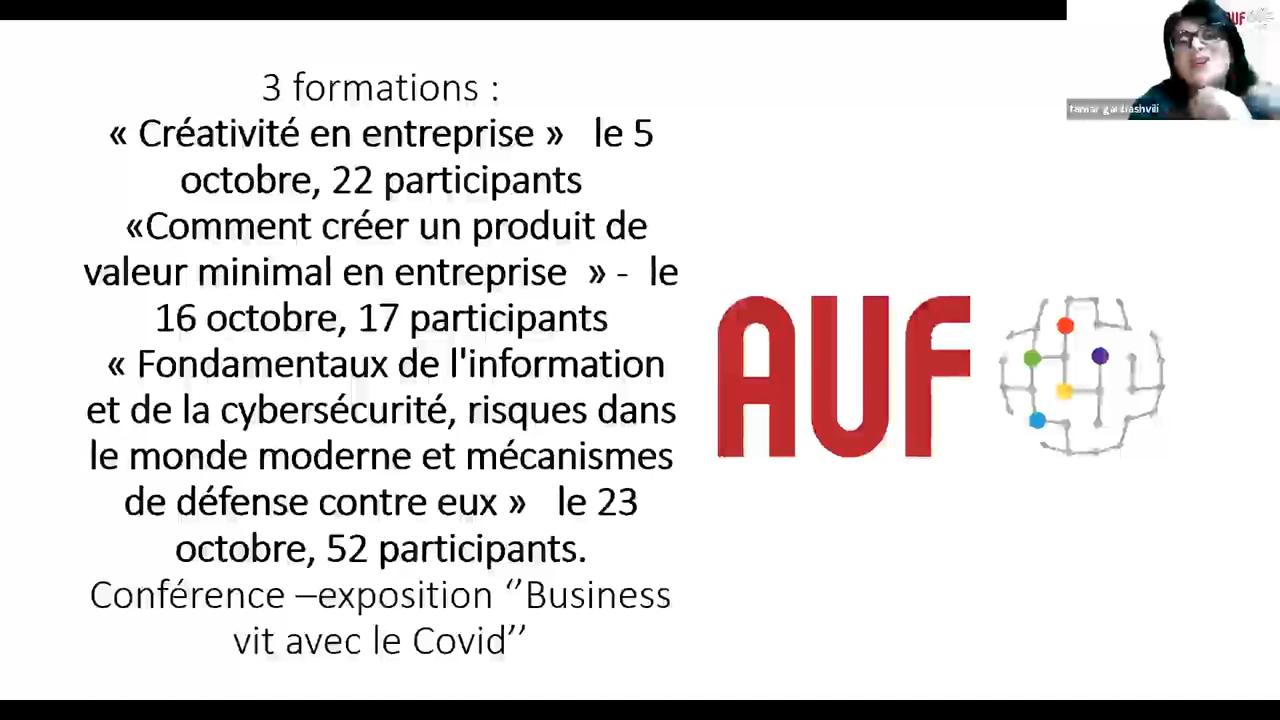 3 formations :
« Créativité en entreprise »   le 5
octobre, 22 participants
«Comment créer un produit de
valeur minimal en entreprise  » -  le
16 octobre, 17 participants
« Fondamentaux de l'information
et de la cybersécurité, risques dans
le monde moderne et mécanismes
de défense contre eux »   le 23
octobre, 52 participants.
Conférence –exposition ‘’Business
vit avec le Covid’’
AUF
tamar